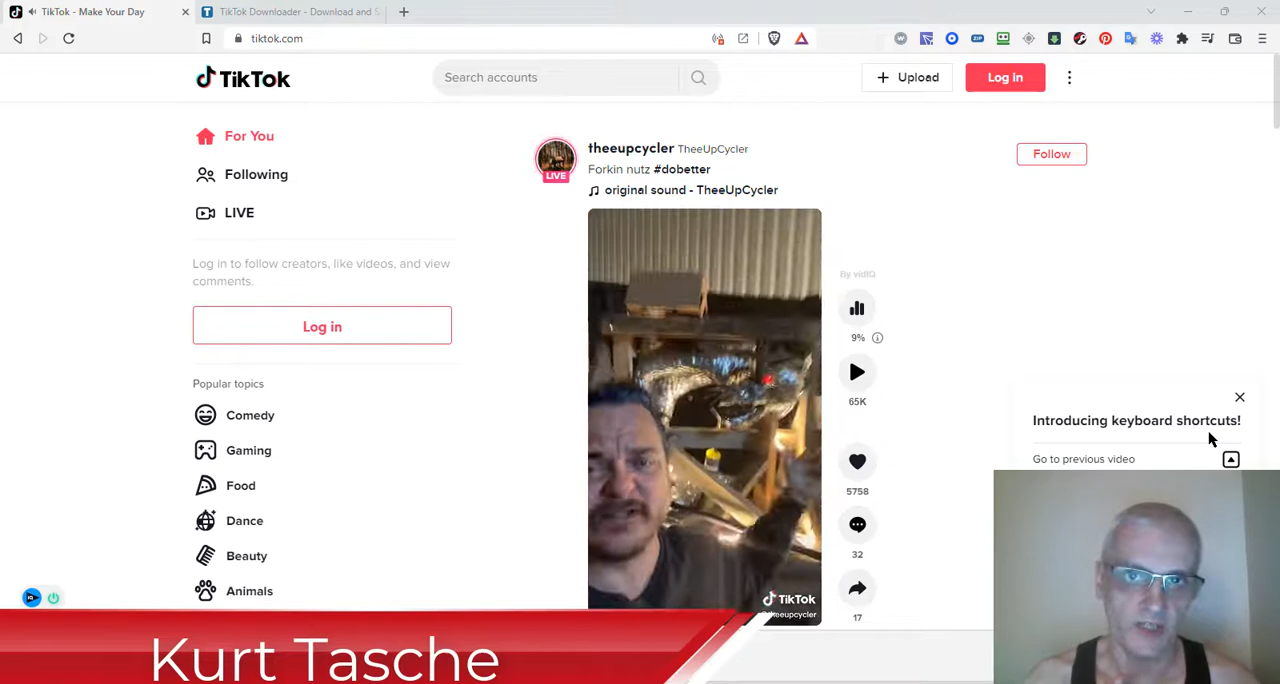 TikTok - Make Your Day
TikTok Downloader - Download and S
tiktok.com
TikTok
Search accounts
Upload
Log in
For You
Following
LIVE
Log in to follow creators, like videos, and view
comments.
Log in
Popular topics
Comedy
Gaming
Food
Dance
Beauty
Animals
LIVE
theeupcycler TheeUpCycler
Forkin nutz #dobetter
original sound - TheeUpCycler
Follow
TikTok
@theeupcycler
By vidIQ
9%
65K
5758
32
17
Introducing keyboard shortcuts!
Go to previous video
Kurt Tasche